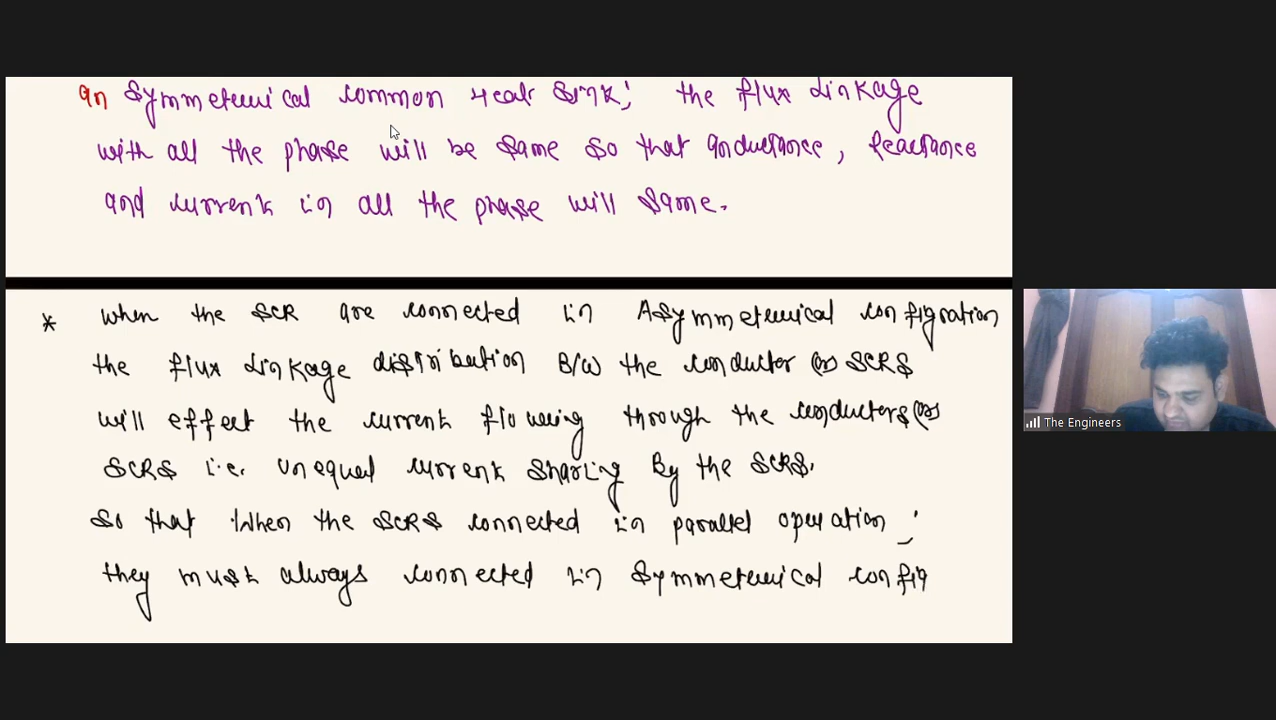 In Symmeterical common Heat Sink; the flux linkage
with all the phase will be same so that Inductance, Reactance
and current in all the phase will same.
* when the SCR are connected in Asymmeterical configration
the flux linkage distribution B/w the conductor (or) SCRS
will effect the current flowing through the conductors (or)
SCRS i.e. unequal current sharing By the SCRS.
so that when the SCRS connected in parallel operation;
they must always connected in symmeterical config
The Engineers